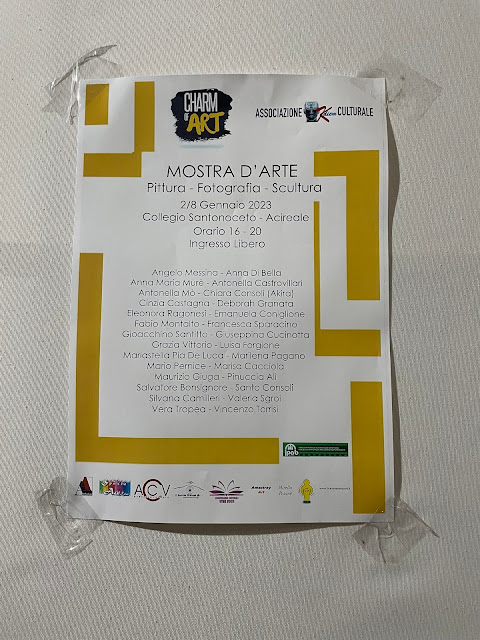 CHARM
OF
ART
ASSOCIAZIONE CULTURALE
MOSTRA D'ARTE
Pittura - Fotografia - Scultura
2/8 Gennaio 2023
Collegio Santonoceto - Acireale
Orario 16 - 20
Ingresso Libero
Angelo Messina - Anna Di Bella
Anna Maria Murè - Antonella Castrovillari
Antonella Mò - Chiara Consoli (Akira)
Cinzia Castagna - Deborah Granata
Eleonora Ragonesi - Emanuela Coniglione
Fabio Montalto - Francesca Sparacino
Gioacchino Santitto - Giuseppina Cucinotta
Grazia Vittorio - Luisa Forgione
Mariastella Pia De Luca - Marilena Pagano
Mario Pernice - Marisa Cacciola
Maurizio Giuga - Pinuccia Alì
Salvatore Bonsignore - Santo Consoli
Silvana Camilleri - Valeria Sgroi
Vera Tropea - Vincenzo Torrisi
ACV